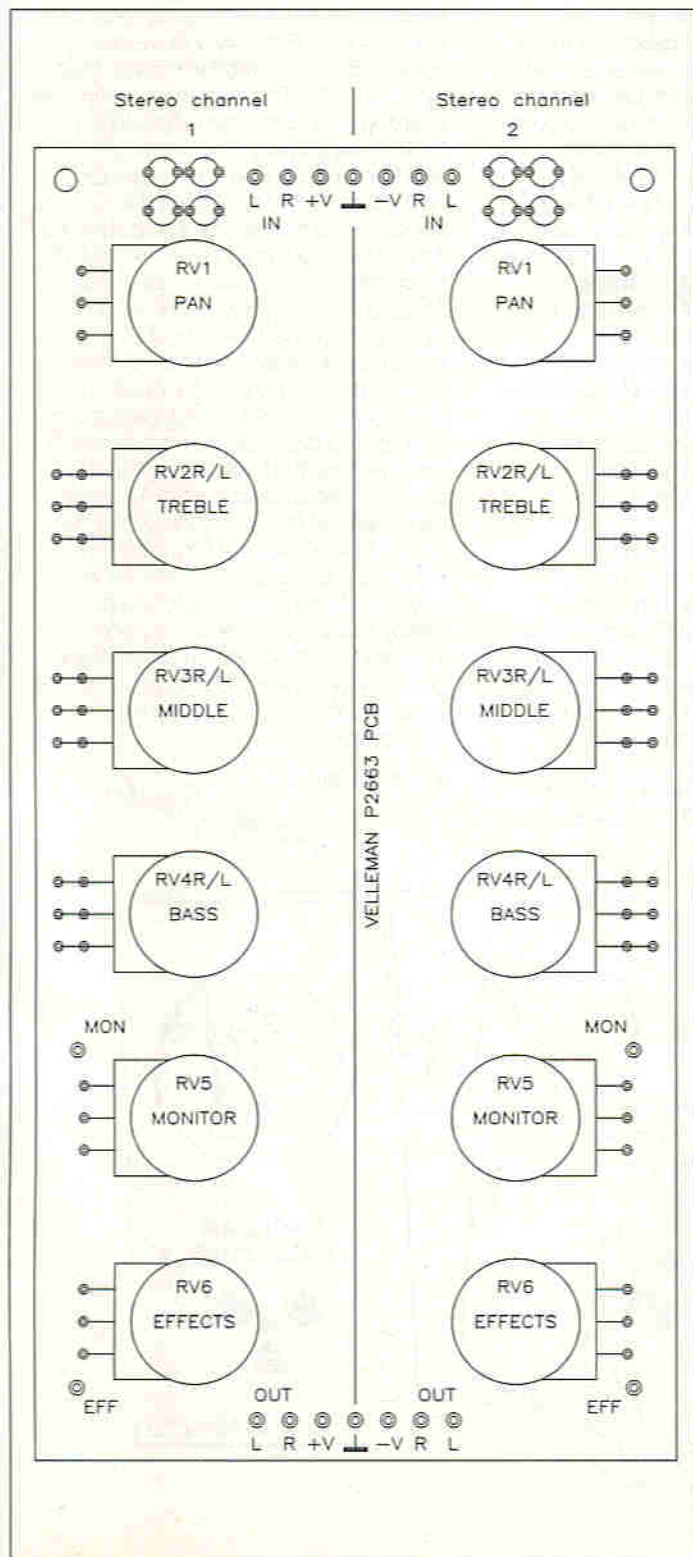 Stereo channel Stereo channel
1 2
L R +V ⊥ -V R L
IN IN
RV1 RV1
PAN PAN
RV2R/L RV2R/L
TREBLE TREBLE
RV3R/L RV3R/L
MIDDLE MIDDLE
VELLEMAN P2663 PCB
RV4R/L RV4R/L
BASS BASS
MON MON
RV5 RV5
MONITOR MONITOR
RV6 RV6
EFFECTS EFFECTS
OUT OUT
EFF EFF
L R +V ⊥ -V R L